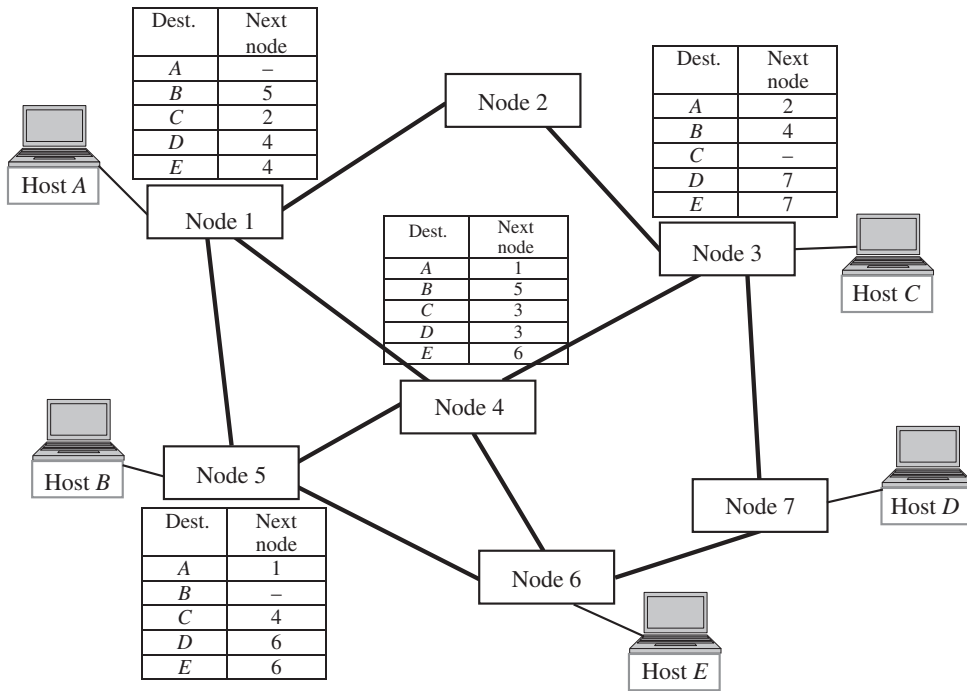 Dest. Next node
A –
B 5
C 2
D 4
E 4
Node 2
Dest. Next node
A 2
B 4
C –
D 7
E 7
Host A
Node 1
Dest. Next node
A 1
B 5
C 3
D 3
E 6
Node 3
Host C
Node 4
Host B
Node 5
Node 7
Host D
Dest. Next node
A 1
B –
C 4
D 6
E 6
Node 6
Host E